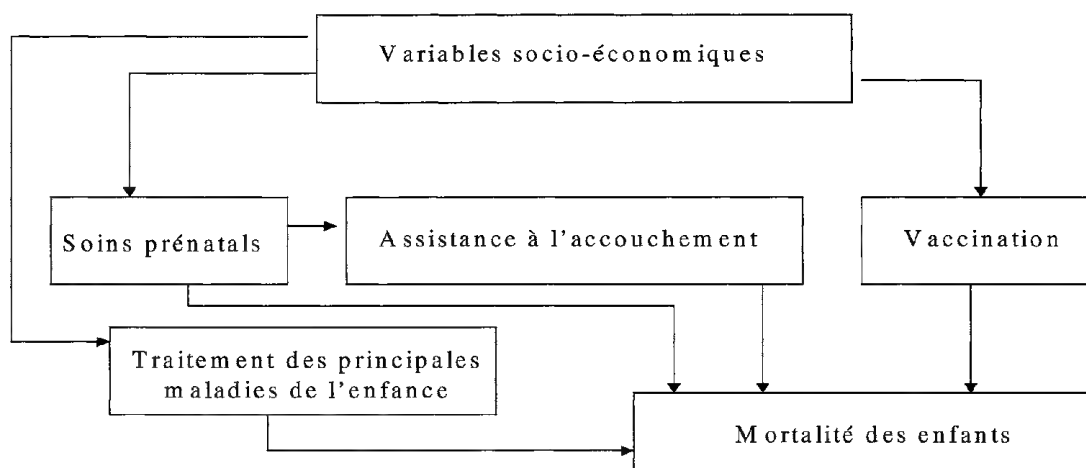 Variables socio-économiques
Soins prénatals
Assistance à l'accouchement
Vaccination
Traitement des principales
maladies de l'enfance
Mortalité des enfants